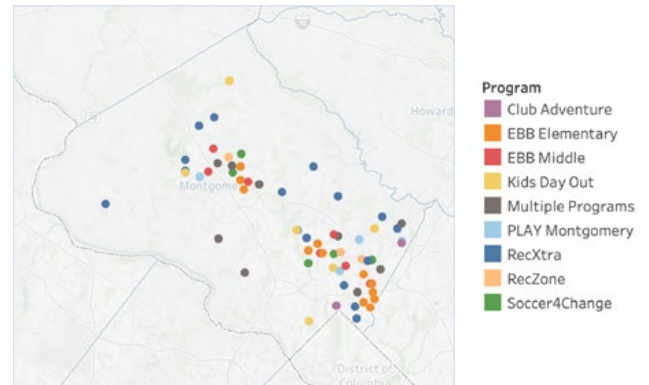 Howard
Montgome
District of
Columbia
Program
Club Adventure
EBB Elementary
EBB Middle
Kids Day Out
Multiple Programs
PLAY Montgomery
RecXtra
RecZone
Soccer4Change